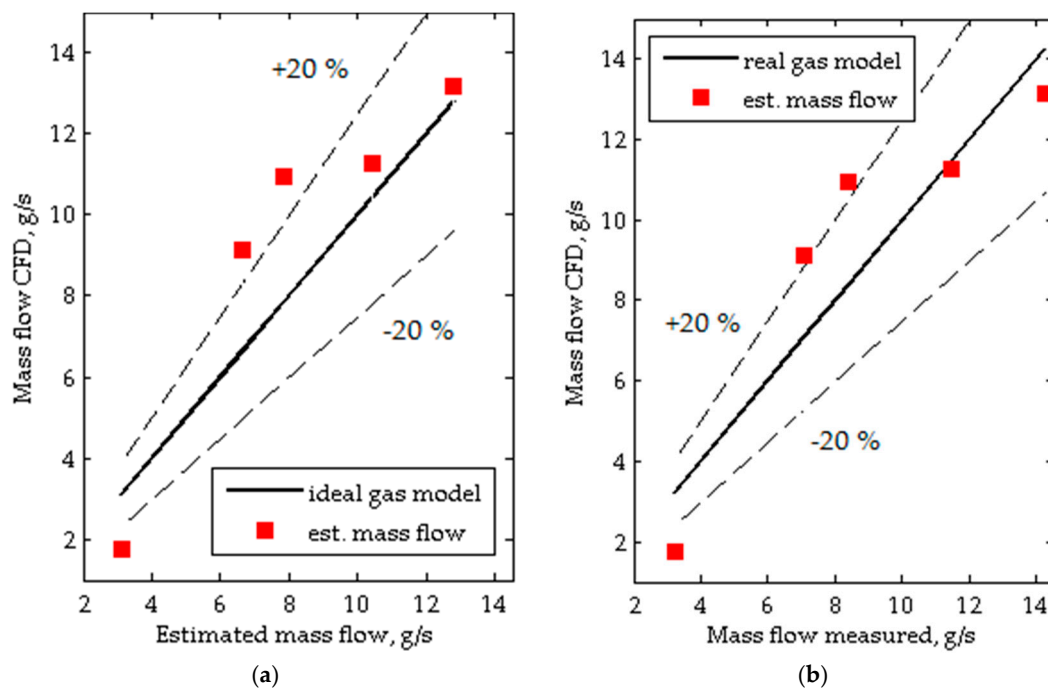 14
12
10
8
6
4
2
Mass flow CFD, g/s
+20 %
-20 %
ideal gas model
est. mass flow
2 4 6 8 10 12 14
Estimated mass flow, g/s
(a)
14
12
10
8
6
4
2
Mass flow CFD, g/s
real gas model
est. mass flow
+20 %
-20 %
2 4 6 8 10 12 14
Mass flow measured, g/s
(b)